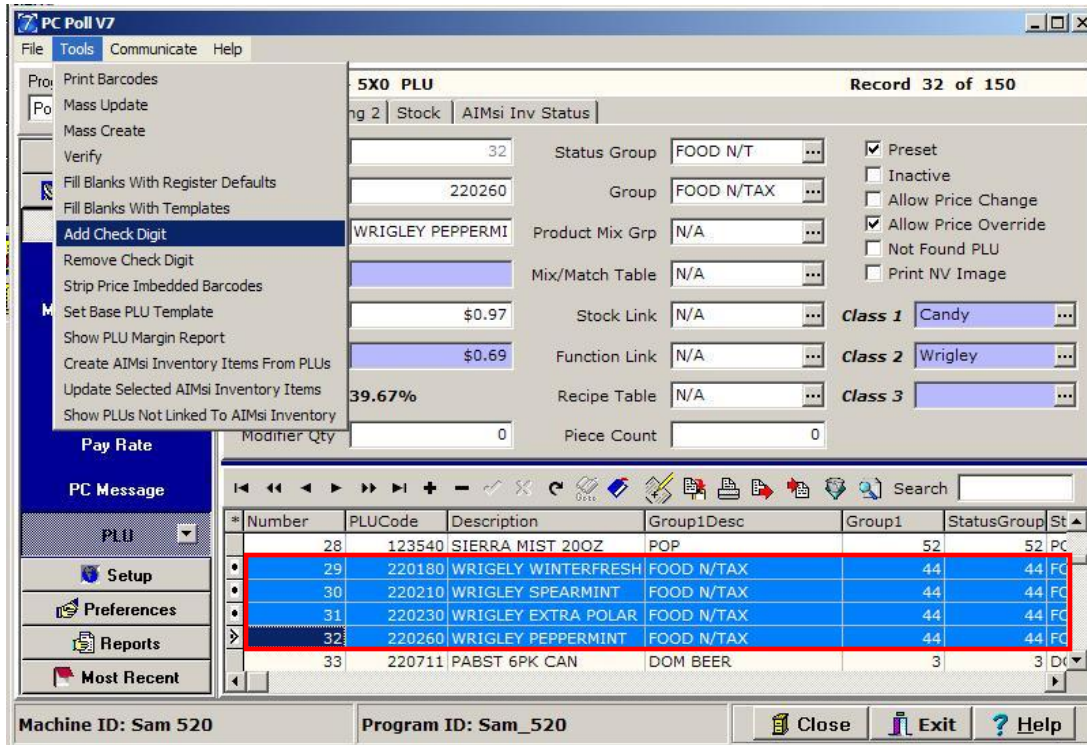 PC Poll V7
File Tools Communicate Help
Print Barcodes
Mass Update
Mass Create
Verify
Fill Blanks With Register Defaults
Fill Blanks With Templates
Add Check Digit
Remove Check Digit
Strip Price Imbedded Barcodes
Set Base PLU Template
Show PLU Margin Report
Create AIMsi Inventory Items From PLUs
Update Selected AIMsi Inventory Items
Show PLUs Not Linked To AIMsi Inventory
5X0 PLU Record 32 of 150
ng 2 Stock AIMsi Inv Status
32 Status Group FOOD N/T Preset
Inactive
220260 Group FOOD N/TAX Allow Price Change
WRIGLEY PEPPERMI Product Mix Grp N/A Allow Price Override
Not Found PLU
Mix/Match Table N/A Print NV Image
$0.97 Stock Link N/A Class 1 Candy
$0.69 Function Link N/A Class 2 Wrigley
39.67% Recipe Table N/A Class 3
Modifier Qty 0 Piece Count 0
Pay Rate
PC Message
PLU
Setup
Preferences
Reports
Most Recent
Search
* Number PLUCode Description Group1Desc Group1 StatusGroup St
28 123540 SIERRA MIST 20OZ POP 52 52 PC
29 220180 WRIGELY WINTERFRESH FOOD N/TAX 44 44 FC
30 220210 WRIGLEY SPEARMINT FOOD N/TAX 44 44 FC
31 220230 WRIGLEY EXTRA POLAR FOOD N/TAX 44 44 FC
32 220260 WRIGLEY PEPPERMINT FOOD N/TAX 44 44 FC
33 220711 PABST 6PK CAN DOM BEER 3 3 DC
Machine ID: Sam 520 Program ID: Sam_520 Close Exit Help